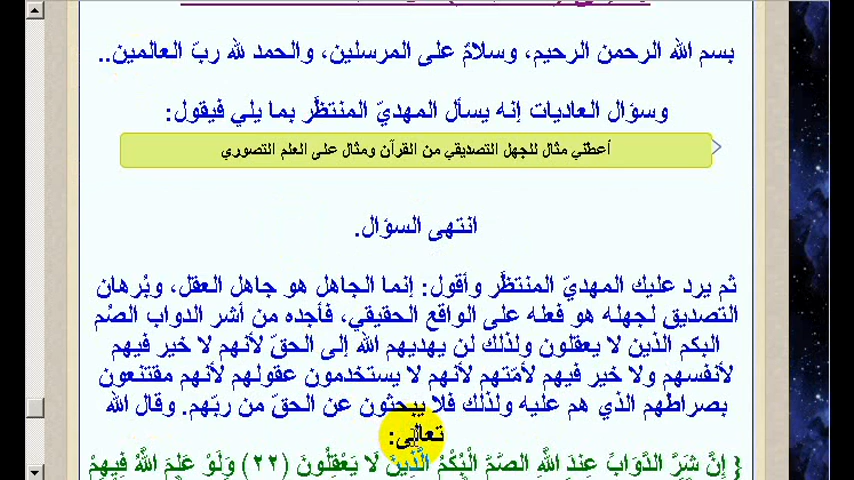 بسم الله الرحمن الرحيم، وسلامٌ على المرسلين، والحمد لله ربّ العالمين..
وسؤال العاديات إنه يسأل المهديّ المنتظَر بما يلي فيقول:
أعطني مثال للجهل التصديقي من القرآن ومثال على العلم التصوري
انتهى السؤال.
ثم يرد عليك المهديّ المنتظَر وأقول: إنما الجاهل هو جاهل العقل، وبُرهان
التصديق لجهله هو فعله على الواقع الحقيقي، فأجده من أشر الدواب الصُم
البكم الذين لا يعقلون ولذلك لن يهديهم الله إلى الحقّ لأنهم لا خير فيهم
لأنفسهم ولا خير فيهم لأمّتهم لأنهم لا يستخدمون عقولهم لأنهم مقتنعون
بصراطهم الذي هم عليه ولذلك فلا يبحثون عن الحقّ من ربّهم. وقال الله
تعالى:
{ إِنَّ شَرَّ الدَّوَابِّ عِندَ اللَّهِ الصُّمُّ الْبُكْمُ الَّذِينَ لَا يَعْقِلُونَ (٢٢) وَلَوْ عَلِمَ اللَّهُ فِيهِمْ